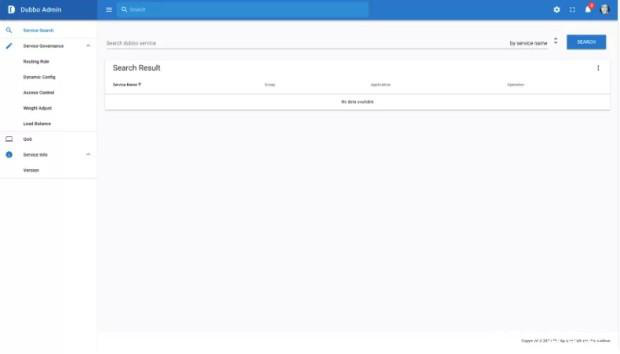 Dubbo Admin
Search
Service Search
Service Governance
Routing Rule
Dynamic Config
Access Control
Weight Adjust
Load Balance
QoS
Service Info
Version
Search dubbo service
by service name
SEARCH
Search Result
Service Name
Group
Application
Operation
No data available